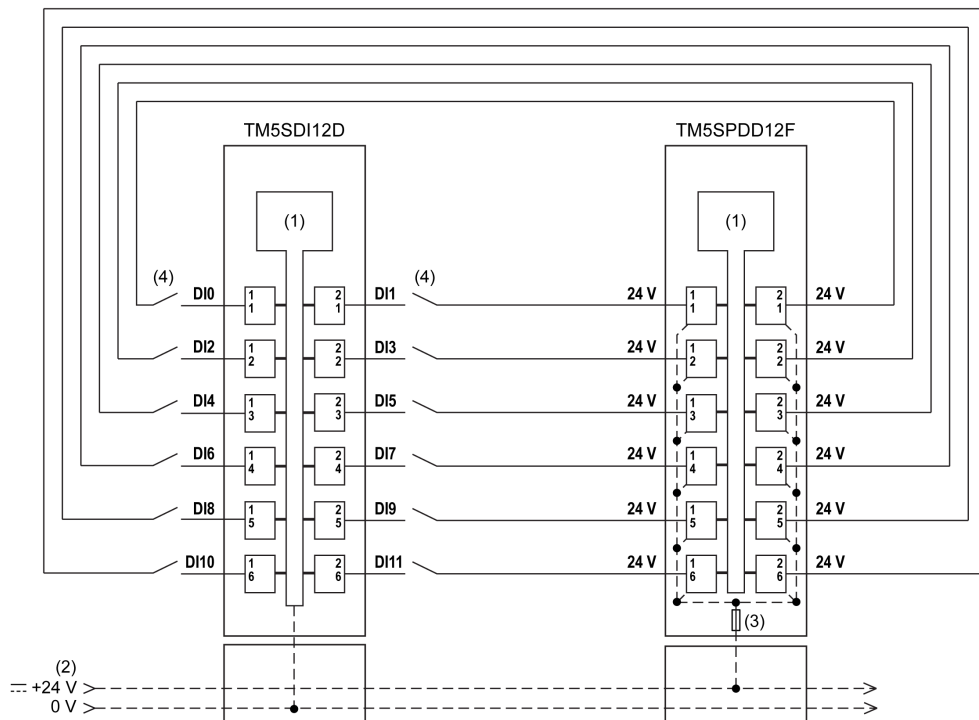 TM5SDI12D TM5SPDD12F
(1) (1)
(4) (4)
DI0 1 1 2 1 DI1 24 V 1 1 2 1 24 V
DI2 1 2 2 2 DI3 24 V 1 2 2 2 24 V
DI4 1 3 2 3 DI5 24 V 1 3 2 3 24 V
DI6 1 4 2 4 DI7 24 V 1 4 2 4 24 V
DI8 1 5 2 5 DI9 24 V 1 5 2 5 24 V
DI10 1 6 2 6 DI11 24 V 1 6 2 6 24 V
(3)
(2)
+24 V
0 V